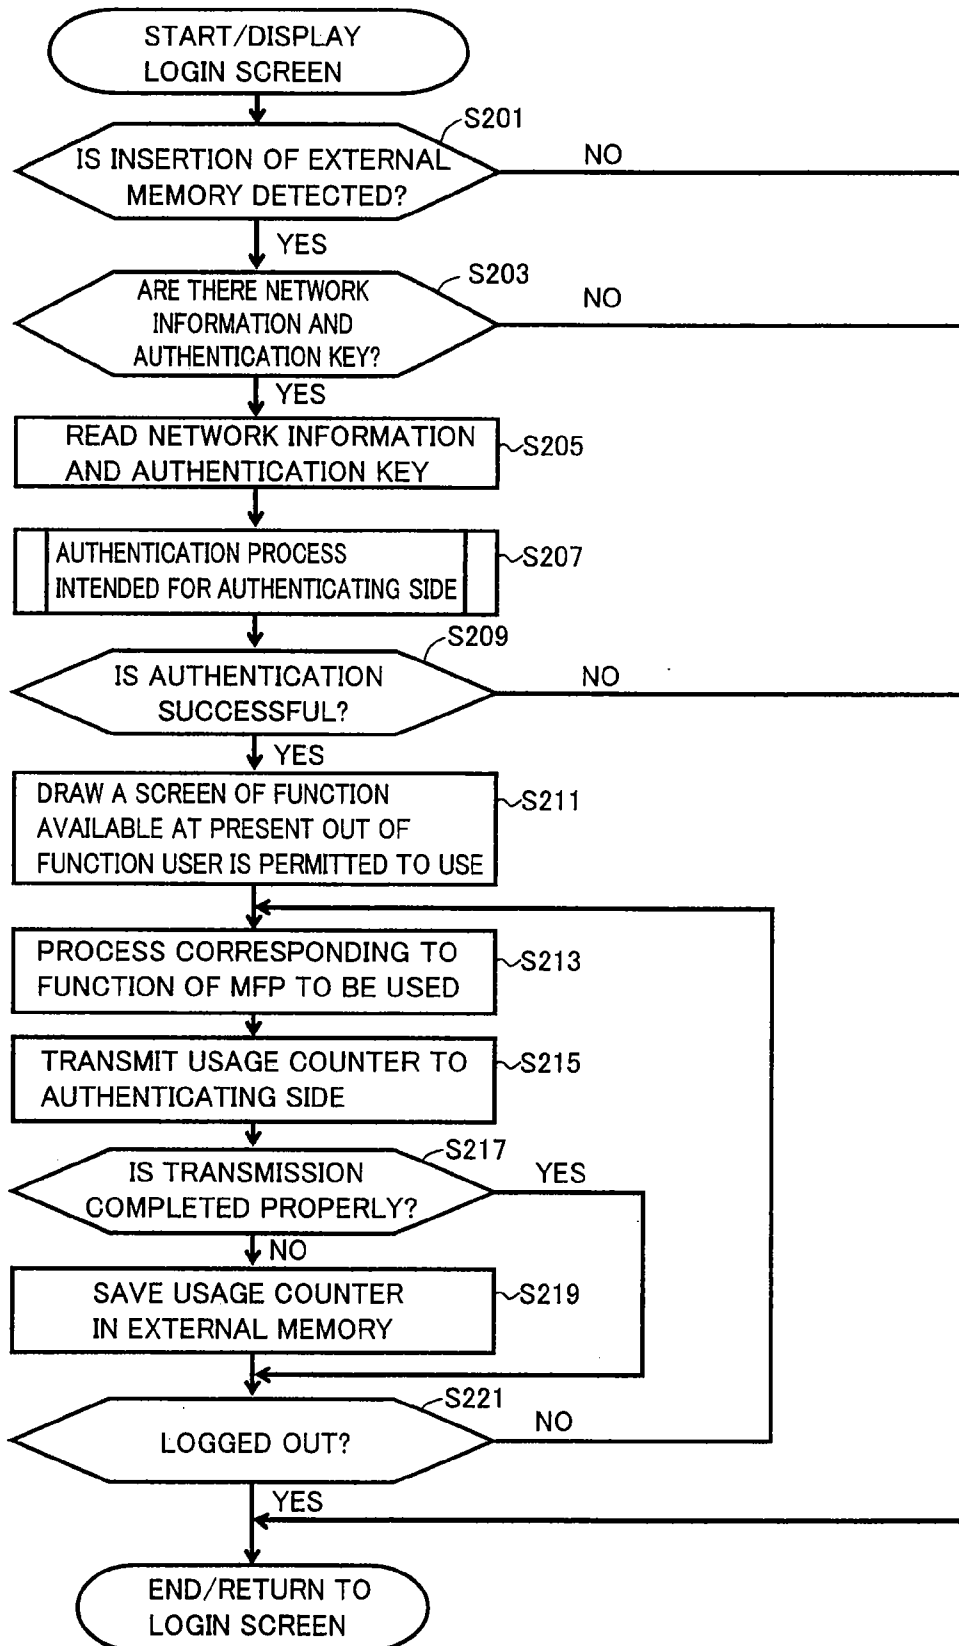 START/DISPLAY
LOGIN SCREEN
S201
IS INSERTION OF EXTERNAL
MEMORY DETECTED?
NO
YES
S203
ARE THERE NETWORK
INFORMATION AND
AUTHENTICATION KEY?
NO
YES
READ NETWORK INFORMATION
AND AUTHENTICATION KEY
S205
AUTHENTICATION PROCESS
INTENDED FOR AUTHENTICATING SIDE
S207
S209
IS AUTHENTICATION
SUCCESSFUL?
NO
YES
DRAW A SCREEN OF FUNCTION
AVAILABLE AT PRESENT OUT OF
FUNCTION USER IS PERMITTED TO USE
S211
PROCESS CORRESPONDING TO
FUNCTION OF MFP TO BE USED
S213
TRANSMIT USAGE COUNTER TO
AUTHENTICATING SIDE
S215
S217
IS TRANSMISSION
COMPLETED PROPERLY?
YES
NO
SAVE USAGE COUNTER
IN EXTERNAL MEMORY
S219
S221
LOGGED OUT?
NO
YES
END/RETURN TO
LOGIN SCREEN